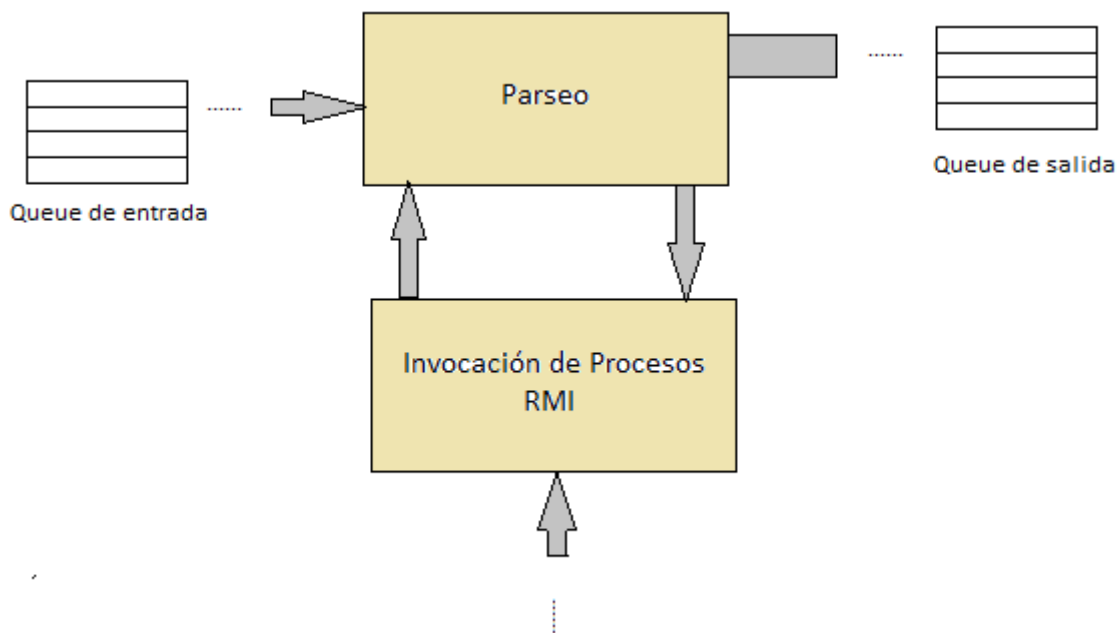 Parseo
Queue de entrada
Queue de salida
Invocación de Procesos
RMI